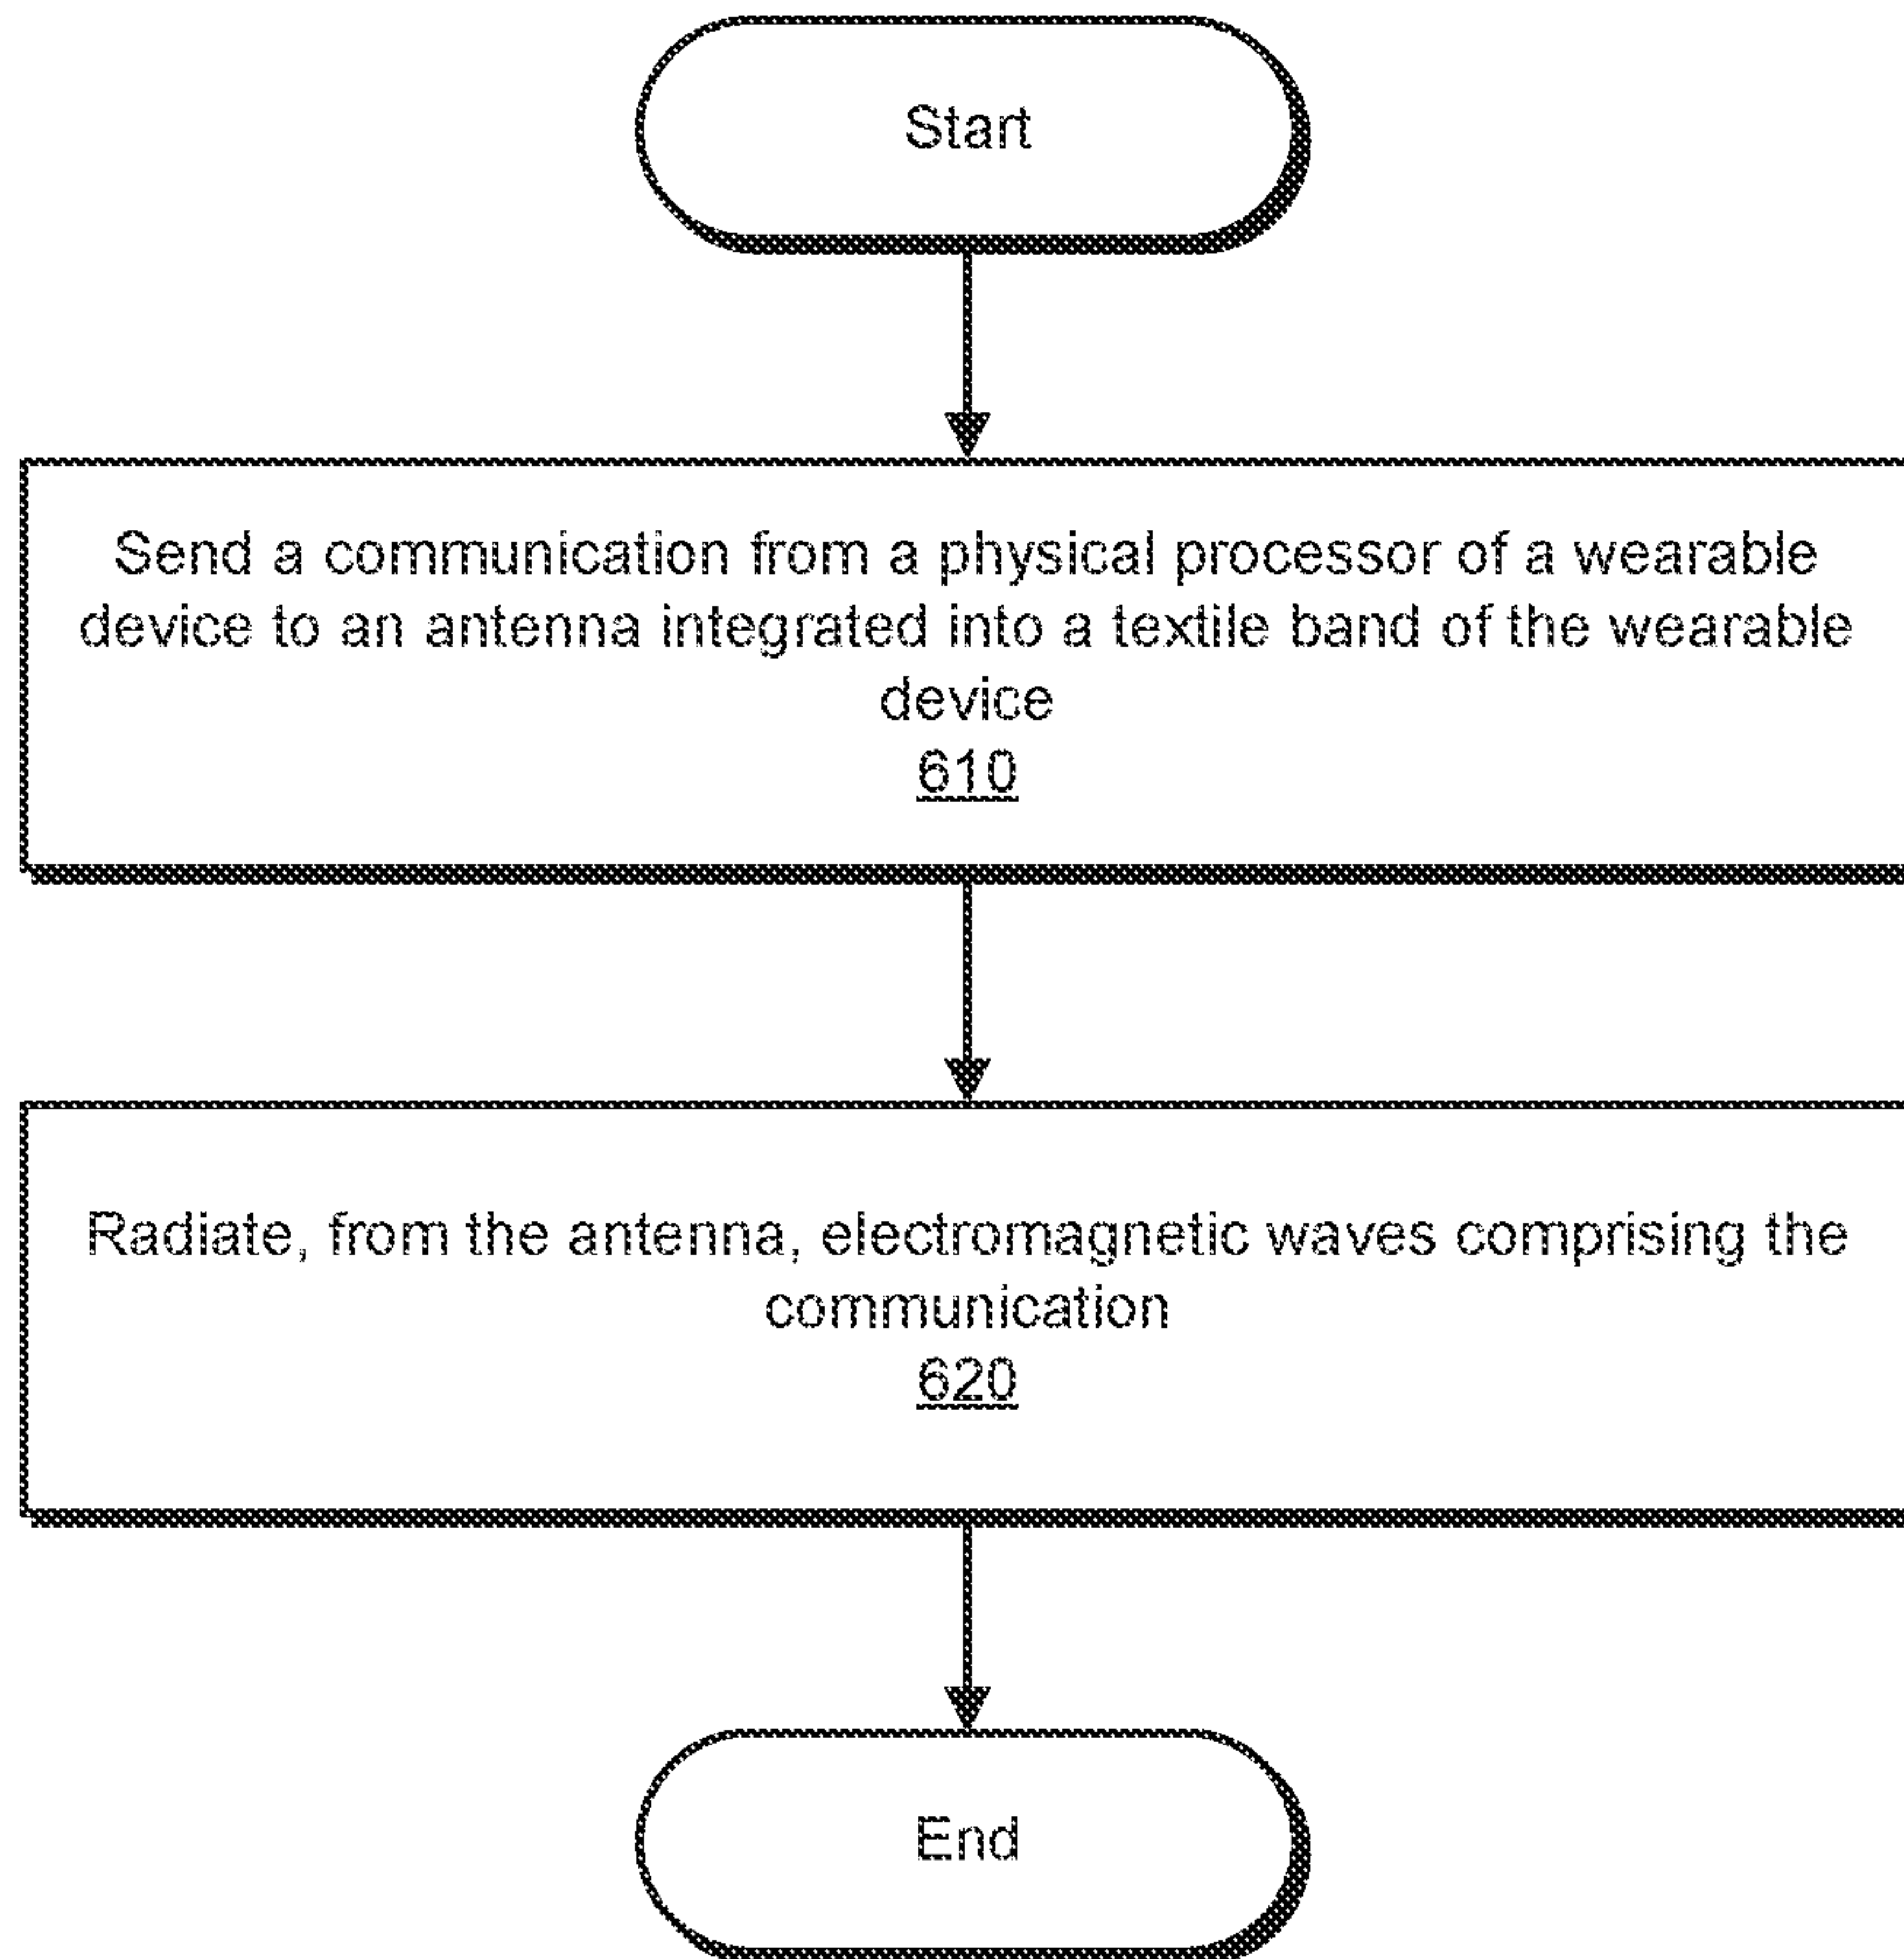 Start
Send a communication from a physical processor of a wearable
device to an antenna integrated into a textile band of the wearable
device
610
Radiate, from the antenna, electromagnetic waves comprising the
communication
620
End